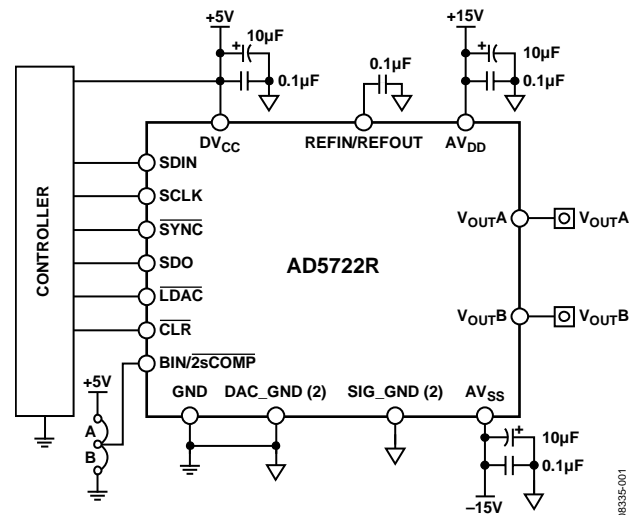 +5V
+15V
10µF
10µF
0.1µF
0.1µF
0.1µF
DVCC
REFIN/REFOUT
AVDD
CONTROLLER
SDIN
SCLK
SYNC
SDO
LDAC
CLR
BIN/2sCOMP
AD5722R
VOUTA
VOUTA
VOUTB
VOUTB
+5V
A
B
GND
DAC_GND (2)
SIG_GND (2)
AVSS
10µF
0.1µF
–15V
08335-001